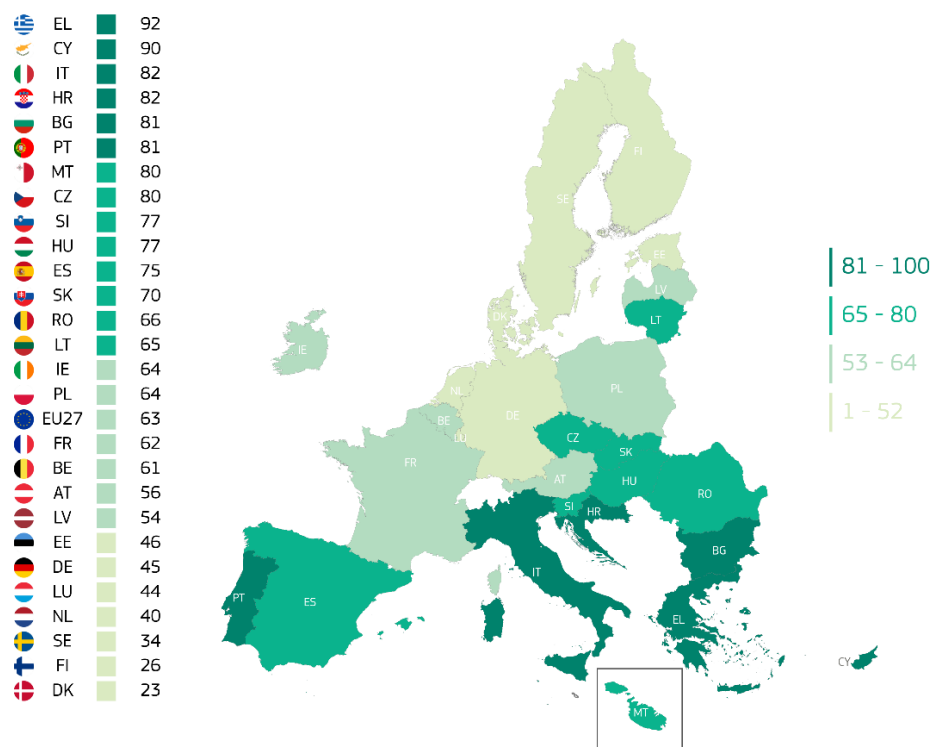 EL 92
CY 90
IT 82
HR 82
BG 81
PT 81
MT 80
CZ 80
SI 77
HU 77
ES 75
SK 70
RO 66
LT 65
IE 64
PL 64
EU27 63
FR 62
BE 61
AT 56
LV 54
EE 46
DE 45
LU 44
NL 40
SE 34
FI 26
DK 23
FI
SE
EE
LV
LT
DK
IE
NL
PL
BE
DE
LU
CZ
SK
FR
AT
HU
RO
SI
HR
BG
IT
PT
ES
EL
CY
MT
81 - 100
65 - 80
53 - 64
1 - 52